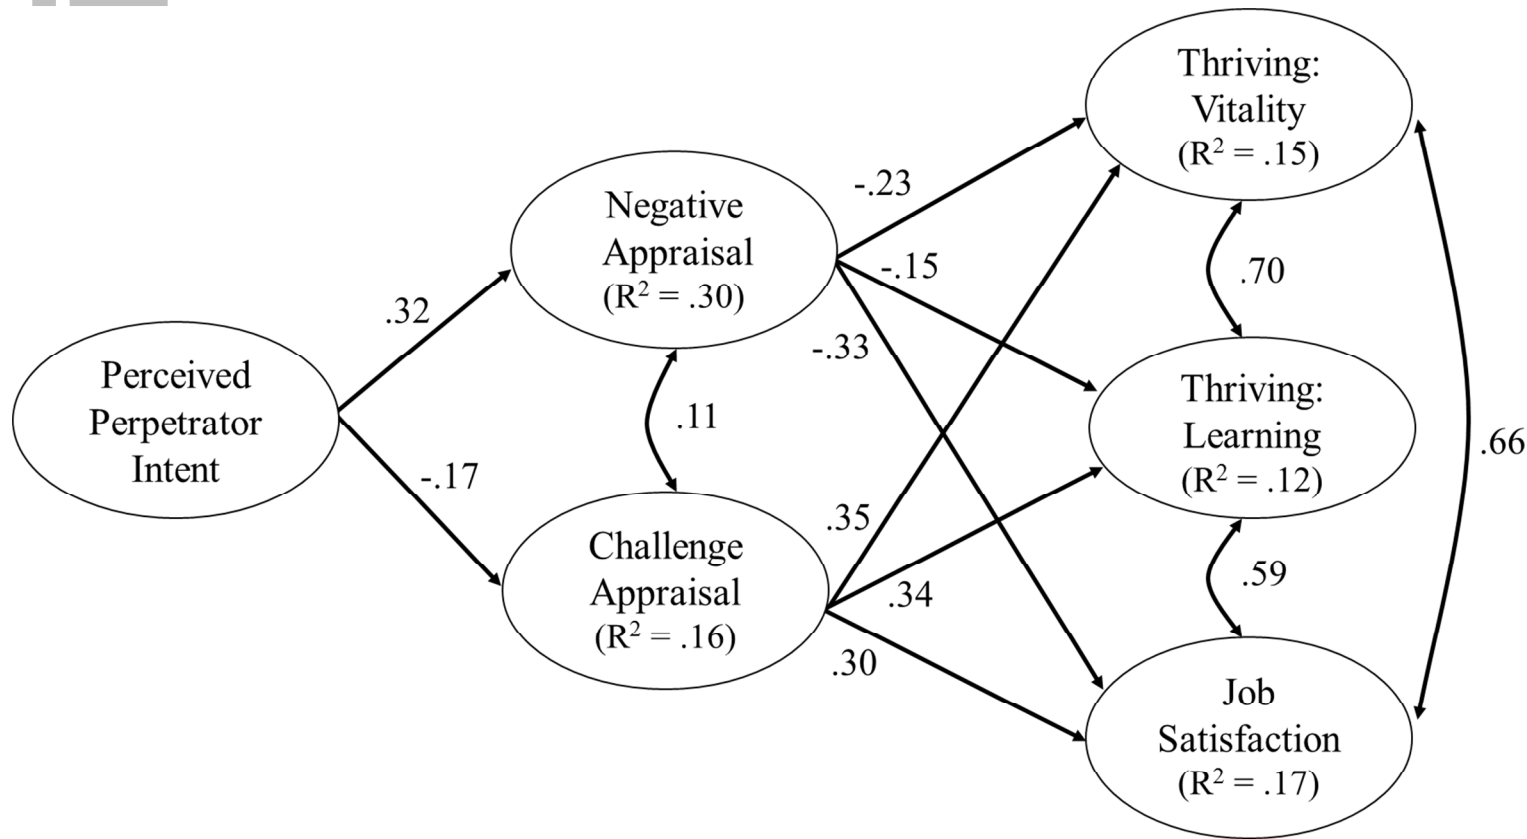 Perceived
Perpetrator
Intent
.32
-.17
Negative
Appraisal
(R² = .30)
.11
Challenge
Appraisal
(R² = .16)
-.23
-.15
-.33
.35
.34
.30
Thriving:
Vitality
(R² = .15)
.70
Thriving:
Learning
(R² = .12)
.59
Job
Satisfaction
(R² = .17)
.66